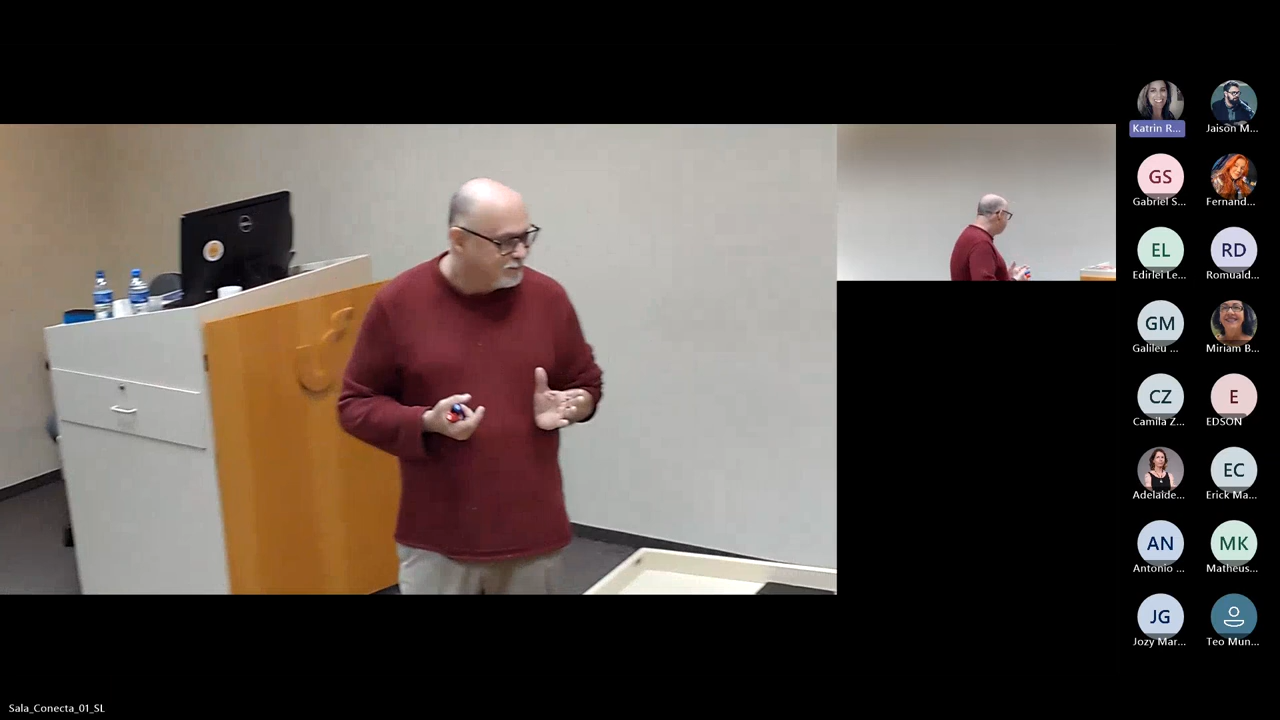 DELL
Katrin R...
Jaison M...
GS
Gabriel S...
Fernand...
EL
Edirlei Le...
RD
Romuald...
GM
Galileu ...
Miriam B...
CZ
Camila Z...
E
EDSON
Adelaide...
EC
Erick Ma...
AN
Antonio ...
MK
Matheus...
JG
Jozy Mar...
Teo Mun...
Sala_Conecta_01_SL